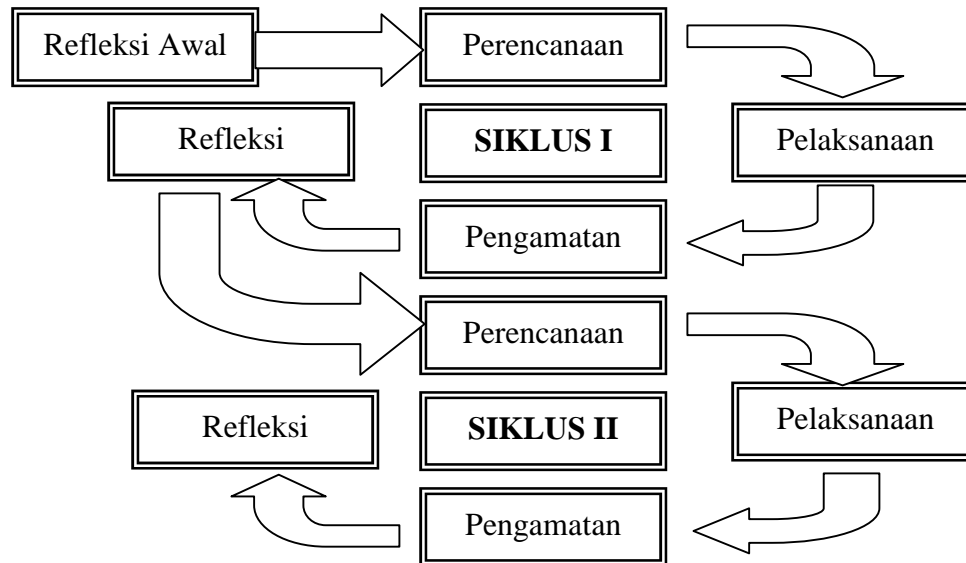 Refleksi Awal
Perencanaan
Refleksi
SIKLUS I
Pelaksanaan
Pengamatan
Perencanaan
Refleksi
SIKLUS II
Pelaksanaan
Pengamatan